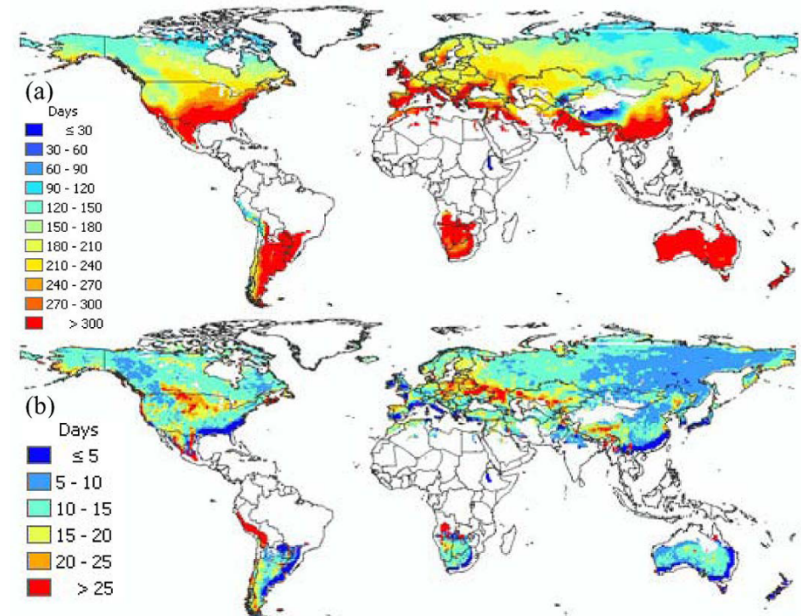 (a)
Days
≤ 30
30 - 60
60 - 90
90 - 120
120 - 150
150 - 180
180 - 210
210 - 240
240 - 270
270 - 300
> 300
(b)
Days
≤ 5
5 - 10
10 - 15
15 - 20
20 - 25
> 25